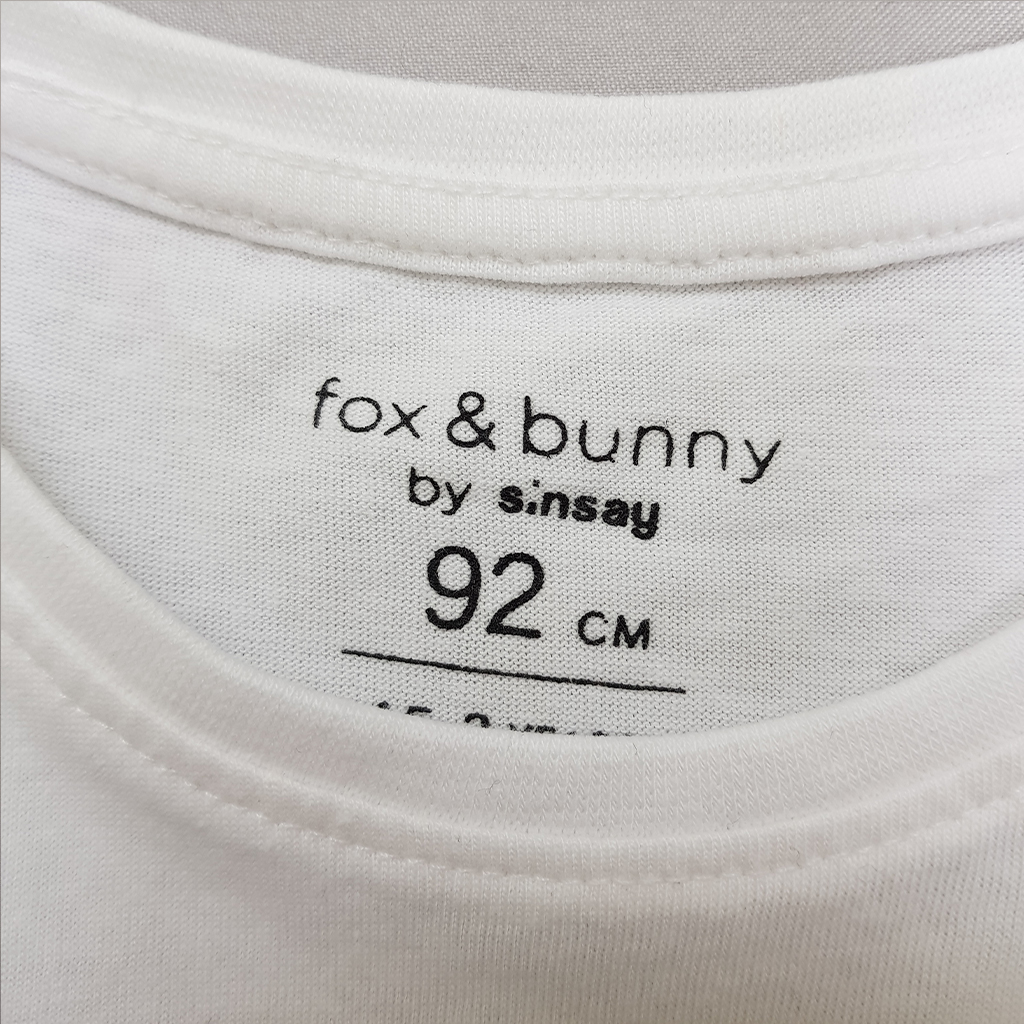 fox & bunny
by sinsay
92 CM